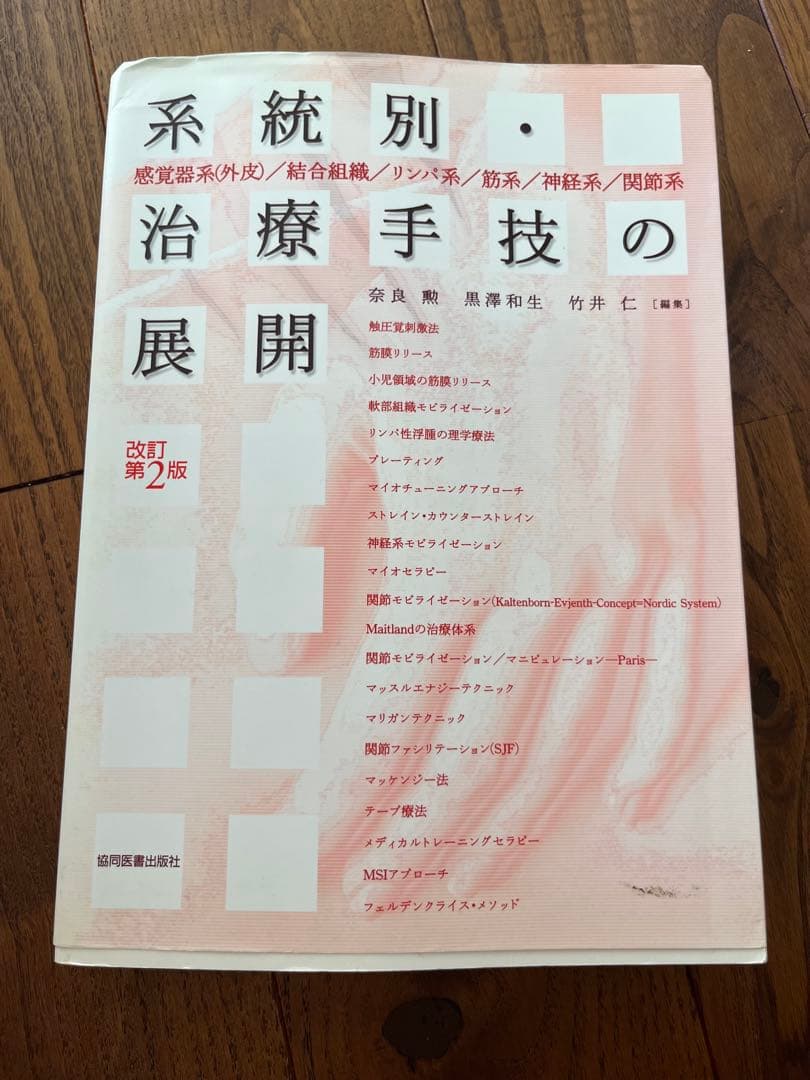 系統別・
感覚器系(外皮)／結合組織／リンパ系／筋系／神経系／関節系
治療手技の
展開
奈良 勲 黒澤和生 竹井 仁 [編集]
改訂
第2版
触圧覚刺激法
筋膜リリース
小児領域の筋膜リリース
軟部組織モビライゼーション
リンパ性浮腫の理学療法
ブレーティング
マイオチューニングアプローチ
ストレイン・カウンターストレイン
神経系モビライゼーション
マイオセラピー
関節モビライゼーション(Kaltenborn-Evjenth-Concept=Nordic System)
Maitlandの治療体系
関節モビライゼーション／マニピュレーション―Paris―
マッスルエナジーテクニック
マリガンテクニック
関節ファシリテーション(SJF)
マッケンジー法
テープ療法
メディカルトレーニングセラピー
MSIアプローチ
フェルデンクライス・メソッド
協同医書出版社